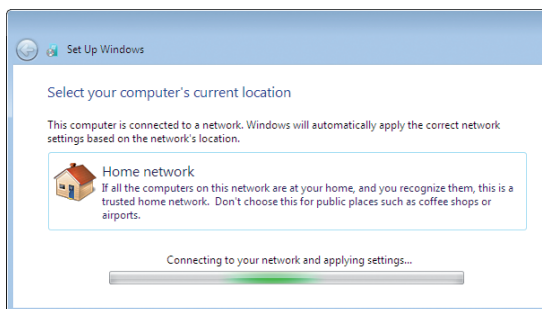 Set Up Windows
Select your computer's current location
This computer is connected to a network. Windows will automatically apply the correct network
settings based on the network's location.
Home network
If all the computers on this network are at your home, and you recognize them, this is a
trusted home network.  Don't choose this for public places such as coffee shops or
airports.
Connecting to your network and applying settings...